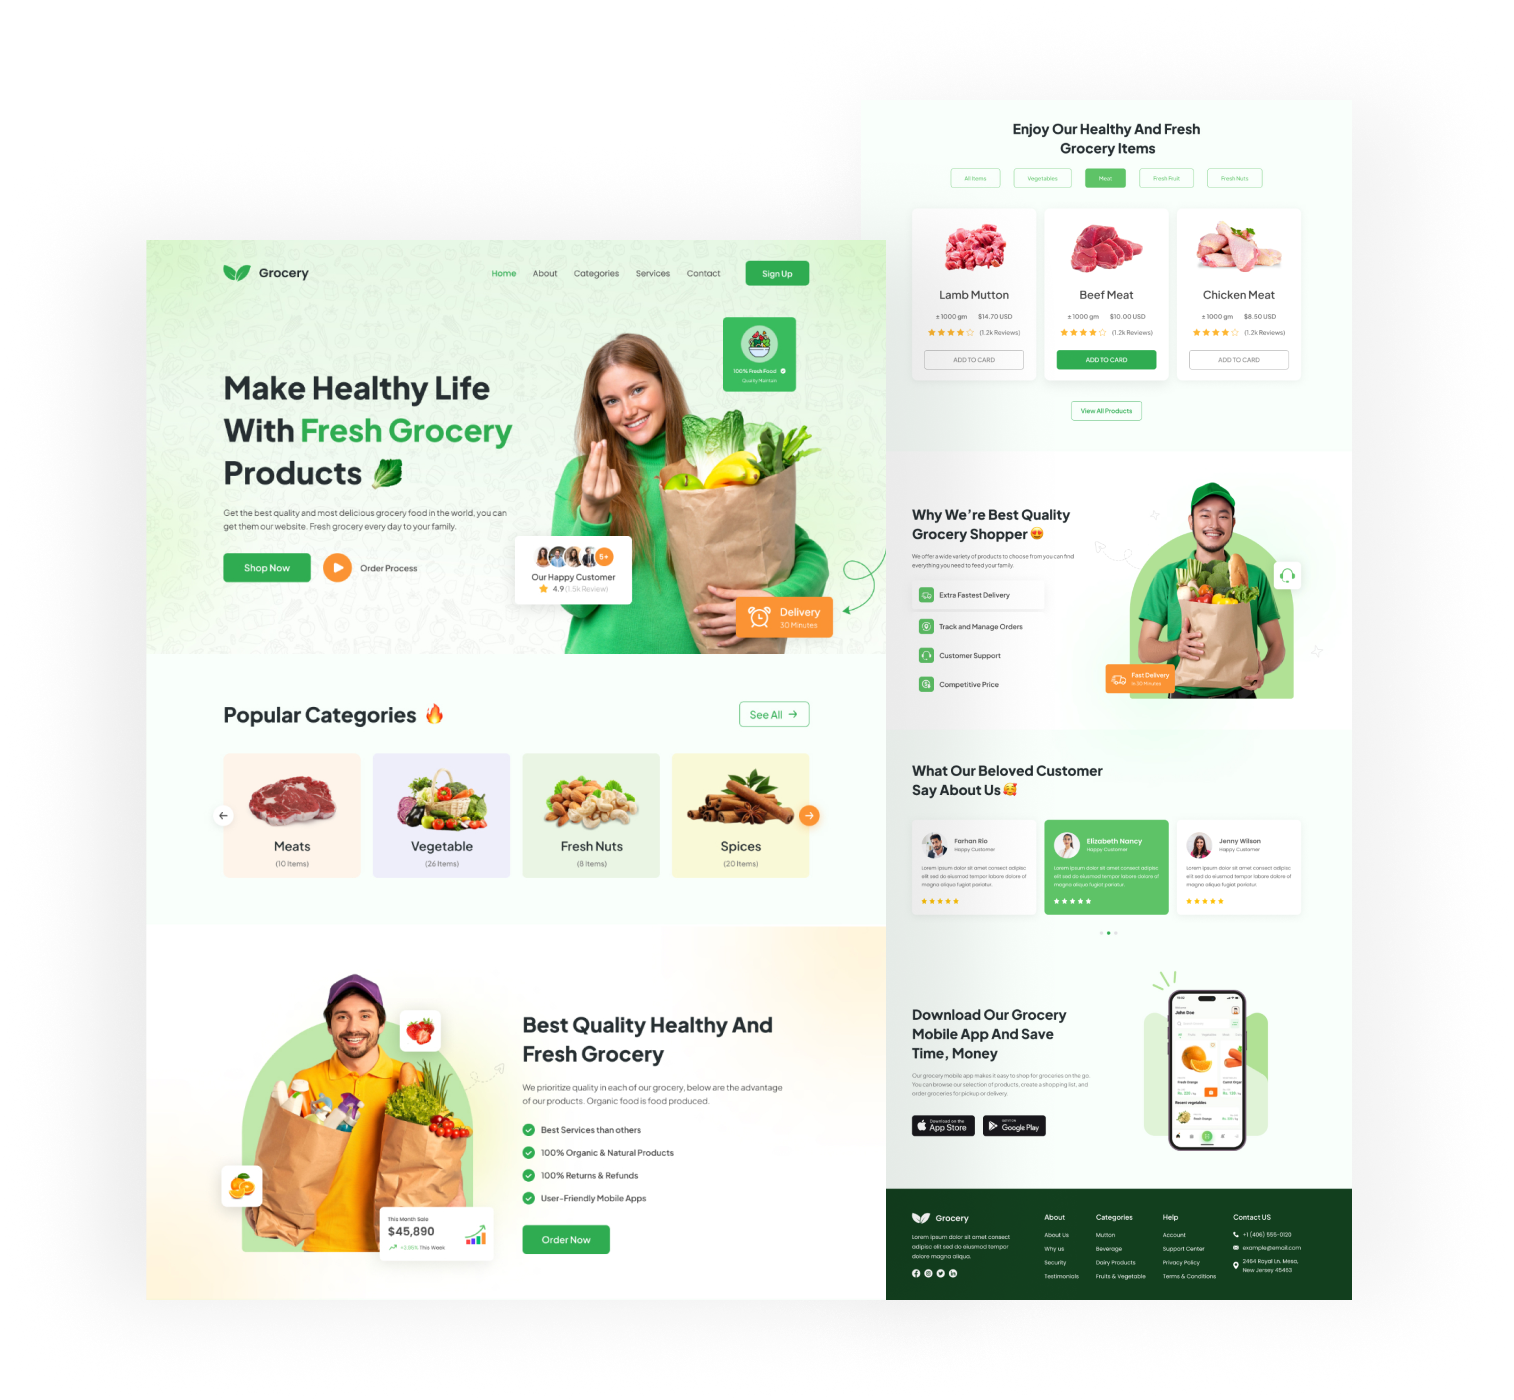 Grocery
Home
About
Categories
Services
Contact
Sign Up
100% Fresh Food
Quality Maintain
Make Healthy Life
With Fresh Grocery
Products
Get the best quality and most delicious grocery food in the world, you can
get them our website. Fresh grocery every day to your family.
Shop Now
Order Process
5+
Our Happy Customer
4.9 (1.5k Review)
Delivery
30 Minutes
Popular Categories
See All
Meats
(10 Items)
Vegetable
(26 Items)
Fresh Nuts
(8 Items)
Spices
(20 Items)
Best Quality Healthy And
Fresh Grocery
We prioritize quality in each of our grocery, below are the advantage
of our products. Organic food is food produced.
Best Services than others
100% Organic & Natural Products
100% Returns & Refunds
User-Friendly Mobile Apps
Order Now
This Month Sale
$45,890
This Week
Enjoy Our Healthy And Fresh
Grocery Items
All Items
Vegetables
Meat
Fresh Fruit
Fresh Nuts
Lamb Mutton
± 1000 gm
$14.70 USD
(1.2k Reviews)
ADD TO CARD
Beef Meat
± 1000 gm
$10.00 USD
(1.2k Reviews)
ADD TO CARD
Chicken Meat
± 1000 gm
$8.50 USD
(1.2k Reviews)
ADD TO CARD
View All Products
Why We're Best Quality
Grocery Shopper
We offer a wide variety of products to choose from you can find
everything you need to feed your family.
Extra Fastest Delivery
Track and Manage Orders
Customer Support
Competitive Price
Fast Delivery
In 30 Minutes
What Our Beloved Customer
Say About Us
Farhan Rio
Happy Customer
Lorem ipsum dolor sit amet consect adipisc
elit sed do eiusmod tempor labore dolore of
magna aliqua fugiat pariatur.
Elizabeth Nancy
Happy Customer
Lorem ipsum dolor sit amet consect adipisc
elit sed do eiusmod tempor labore dolore of
magna aliqua fugiat pariatur.
Jenny Wilson
Happy Customer
Lorem ipsum dolor sit amet consect adipisc
elit sed do eiusmod tempor labore dolore of
magna aliqua fugiat pariatur.
Download Our Grocery
Mobile App And Save
Time, Money
Our grocery mobile app makes it easy to shop for groceries on the go.
You can browse our selection of products, create a shopping list, and
order groceries for pickup or delivery.
Download on the
App Store
GET IT ON
Google Play
John Doe
Fresh Orange
Recent vegetables
Fresh Orange
Grocery
Lorem ipsum dolor sit amet consect
adipisc elit sed do eiusmod tempor
dolore magna aliqua.
About
About Us
Why us
Security
Testimonials
Categories
Mutton
Beverage
Dairy Products
Fruits & Vegetable
Help
Account
Support Center
Privacy Policy
Terms & Conditions
Contact US
+1 (406) 555-0120
example@email.com
2464 Royal Ln. Mesa,
New Jersey 45463